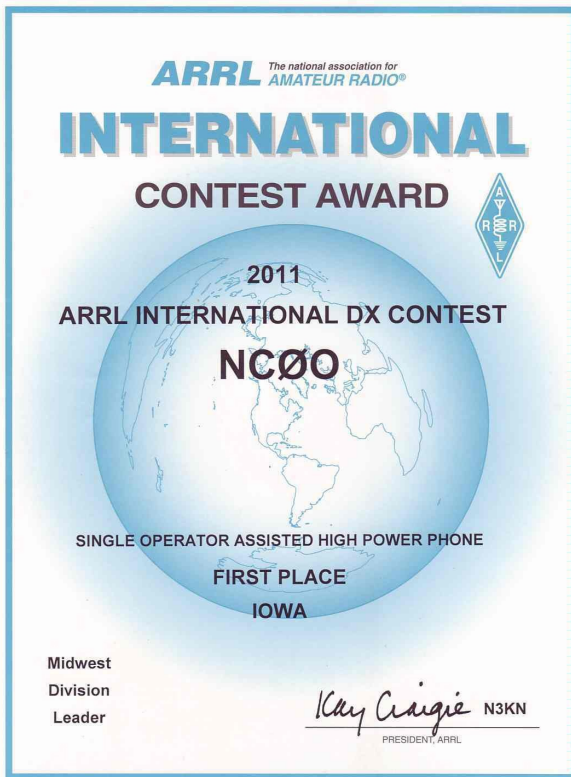 ARRL The national association for
AMATEUR RADIO®
INTERNATIONAL
CONTEST AWARD
A
R R
L
2011
ARRL INTERNATIONAL DX CONTEST
NCØO
SINGLE OPERATOR ASSISTED HIGH POWER PHONE
FIRST PLACE
IOWA
Midwest
Division
Leader
Kay Craigie N3KN
PRESIDENT, ARRL